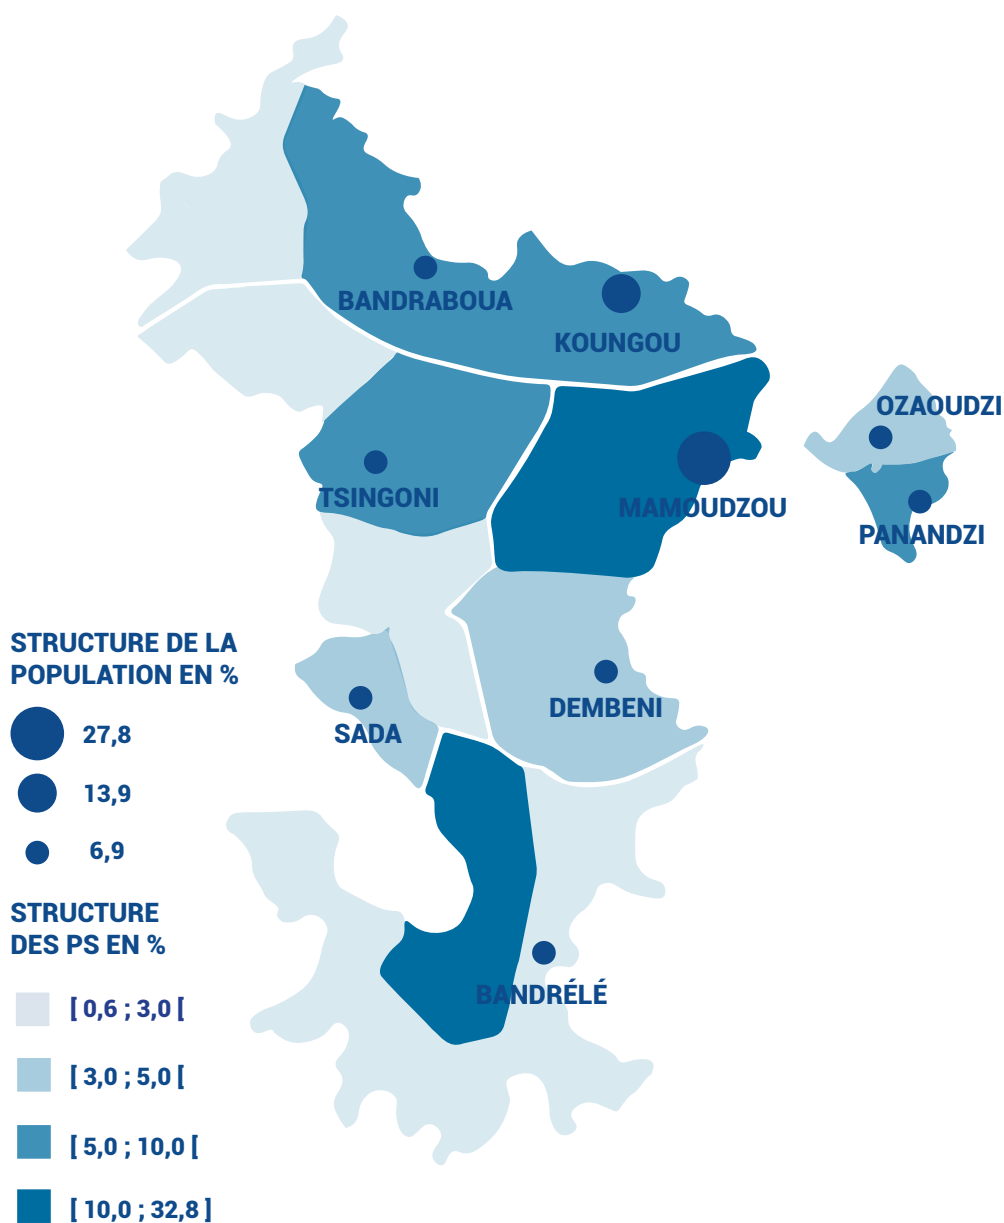 BANDRABOUA
KOUNGOU
OZAOUDZI
TSINGONI
MAMOUDZOU
PANANDZI
STRUCTURE DE LA
POPULATION EN %
27,8
13,9
6,9
DEMBENI
SADA
STRUCTURE
DES PS EN %
BANDRÉLÉ
[ 0,6 ; 3,0 [
[ 3,0 ; 5,0 [
[ 5,0 ; 10,0 [
[ 10,0 ; 32,8 ]